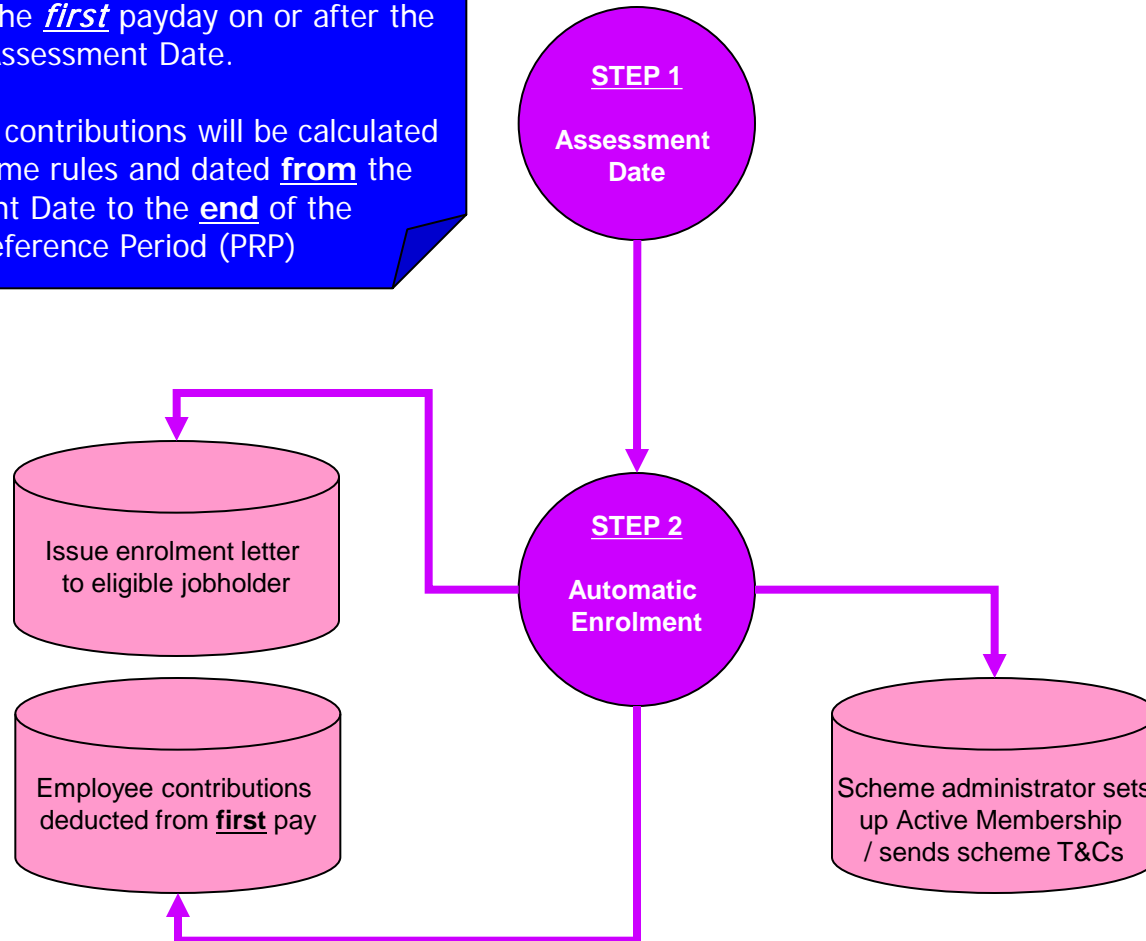 he first payday on or after the
ssessment Date.
contributions will be calculated
me rules and dated from the
nt Date to the end of the
eference Period (PRP)
STEP 1
Assessment
Date
Issue enrolment letter
to eligible jobholder
STEP 2
Automatic
Enrolment
Employee contributions
deducted from first pay
Scheme administrator sets
up Active Membership
/ sends scheme T&Cs